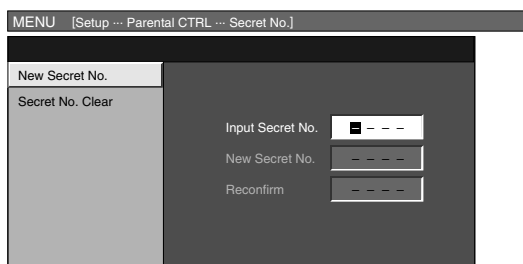 MENU [Setup ··· Parental CTRL ··· Secret No.]
New Secret No.
Secret No. Clear
Input Secret No. – – – –
New Secret No. – – – –
Reconfirm – – – –